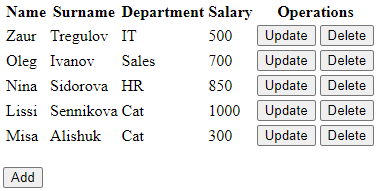 Name Surname Department Salary Operations
Zaur Tregulov IT 500 Update Delete
Oleg Ivanov Sales 700 Update Delete
Nina Sidorova HR 850 Update Delete
Lissi Sennikova Cat 1000 Update Delete
Misa Alishuk Cat 300 Update Delete
Add